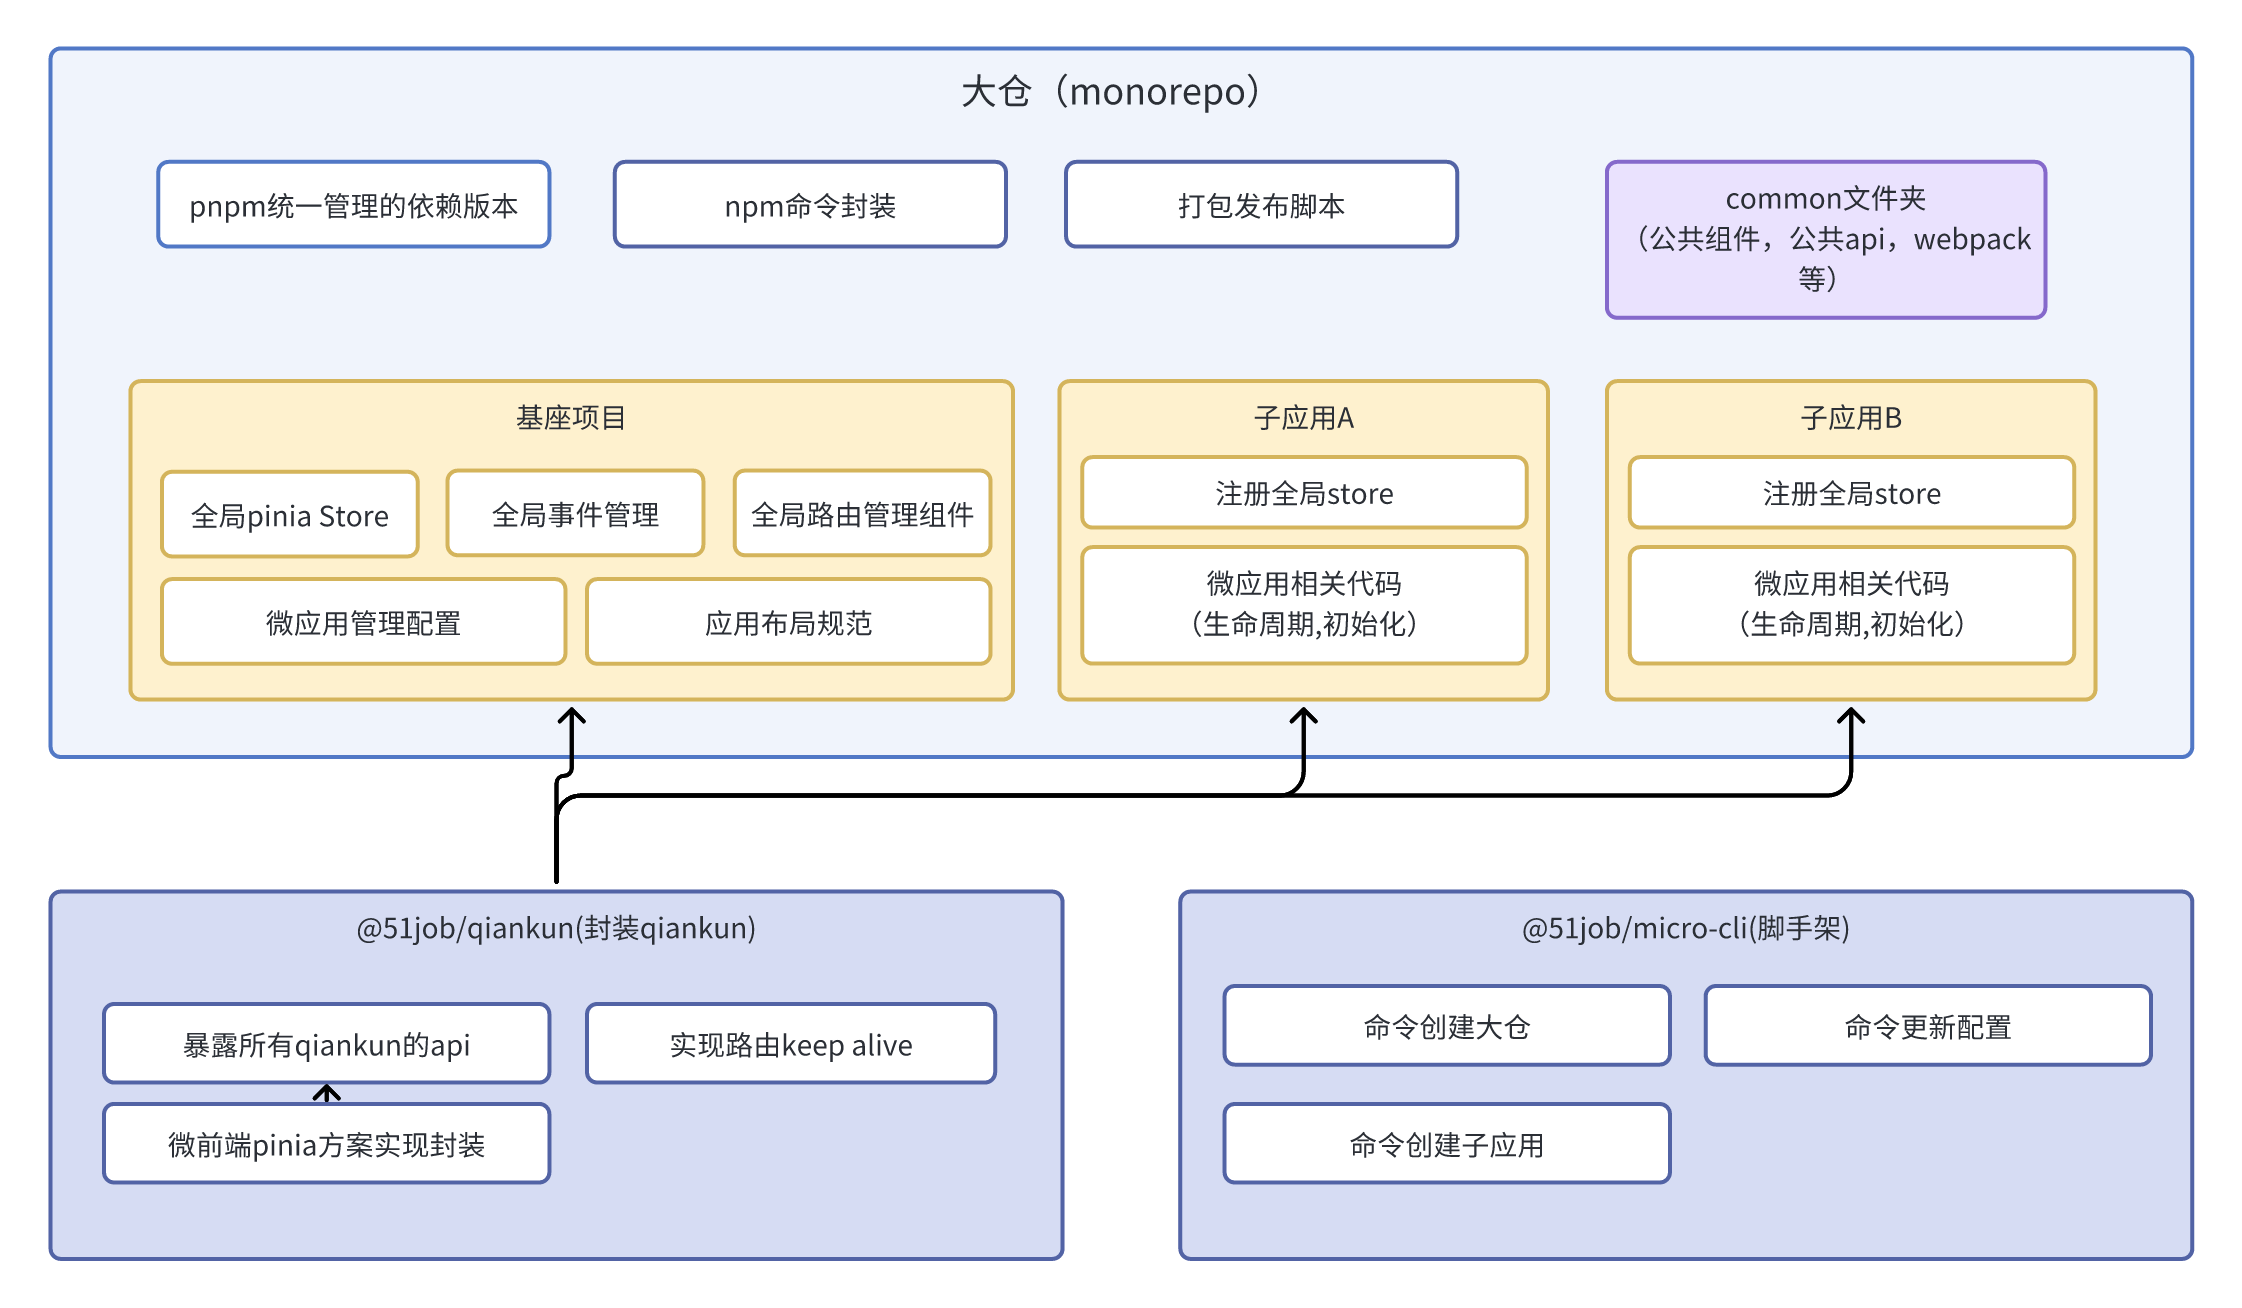 大仓（monorepo）
pnpm统一管理的依赖版本
npm命令封装
打包发布脚本
common文件夹
（公共组件，公共api，webpack
等）
基座项目
全局pinia Store
全局事件管理
全局路由管理组件
微应用管理配置
应用布局规范
子应用A
注册全局store
微应用相关代码
（生命周期,初始化）
子应用B
注册全局store
微应用相关代码
（生命周期,初始化）
@51job/qiankun(封装qiankun)
暴露所有qiankun的api
实现路由keep alive
微前端pinia方案实现封装
@51job/micro-cli(脚手架)
命令创建大仓
命令更新配置
命令创建子应用